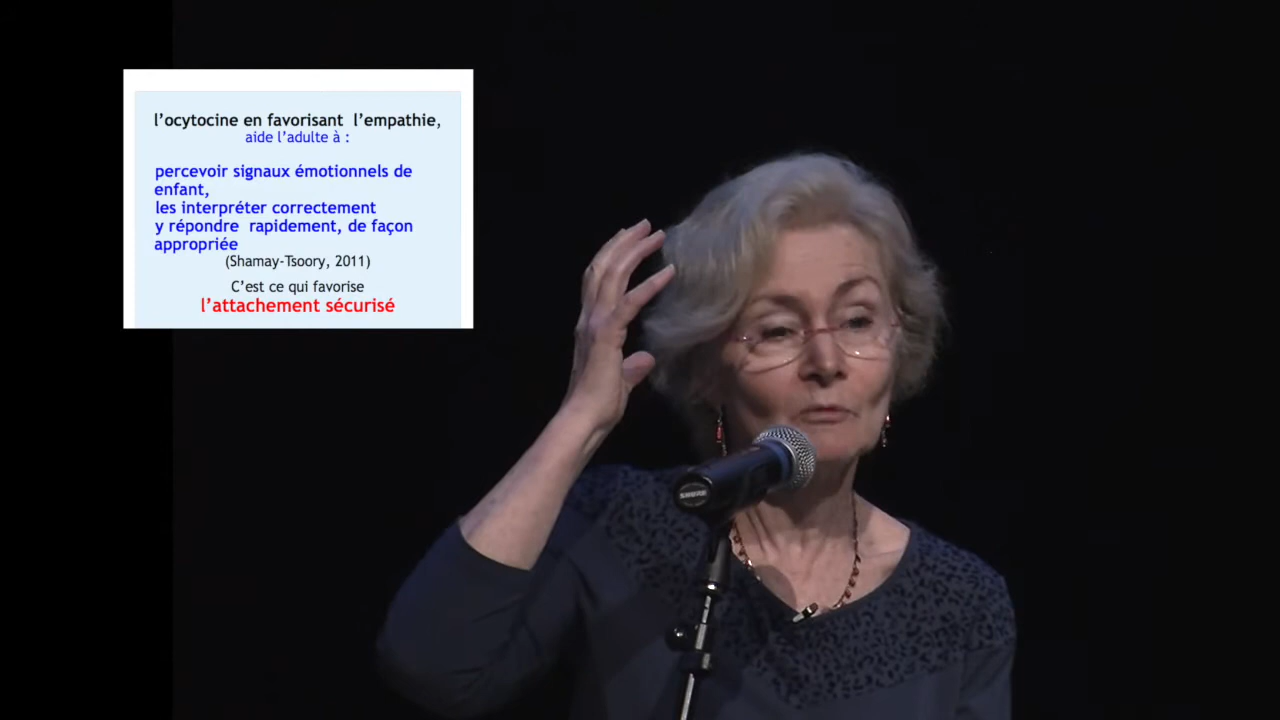 l’ocytocine en favorisant  l’empathie,
aide l’adulte à :
percevoir signaux émotionnels de
enfant,
les interpréter correctement
y répondre  rapidement, de façon
appropriée
(Shamay-Tsoory, 2011)
C’est ce qui favorise
l’attachement sécurisé
SHURE